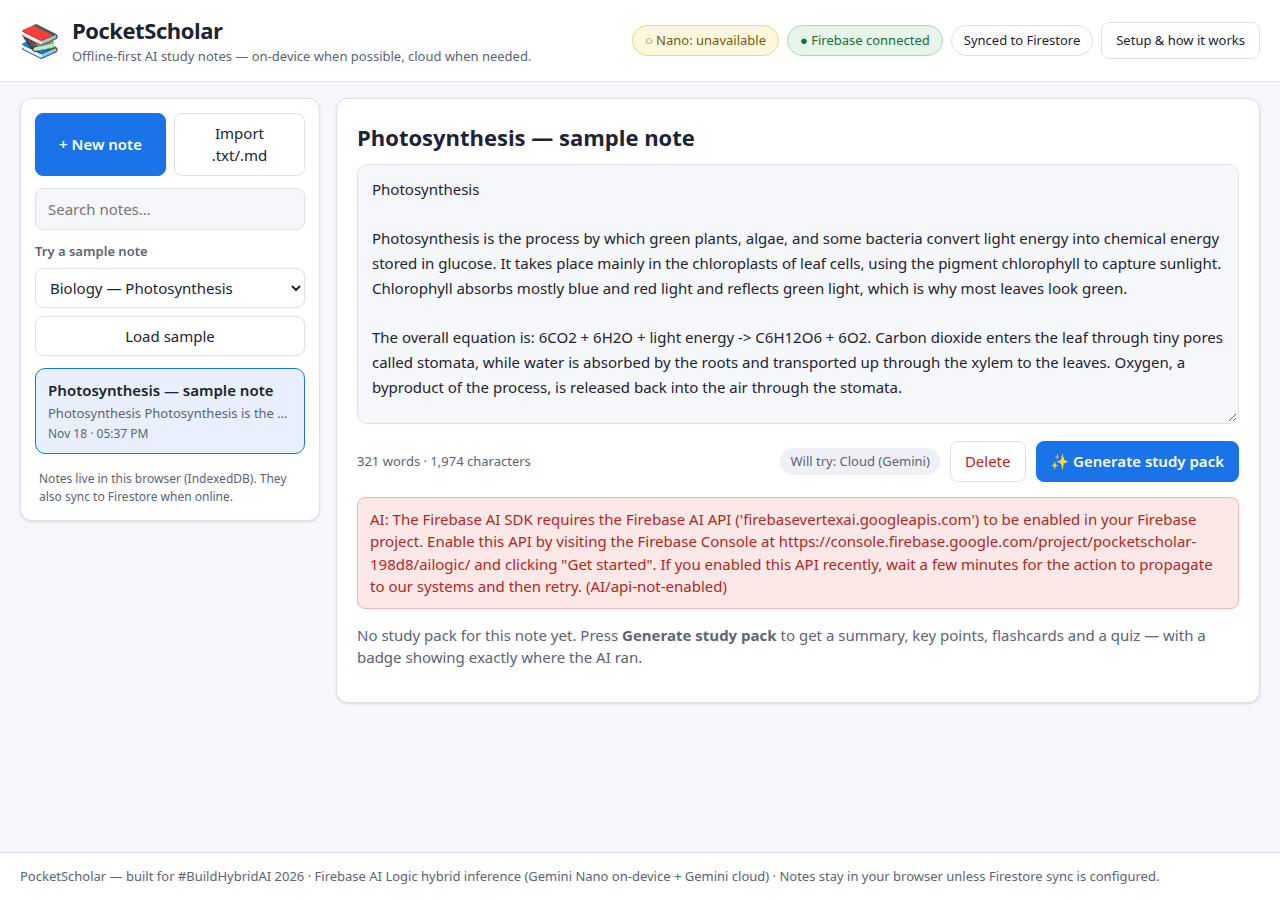 📚 PocketScholar
Offline-first AI study notes — on-device when possible, cloud when needed.
○ Nano: unavailable
● Firebase connected
Synced to Firestore
Setup & how it works
+ New note
Import
.txt/.md
Search notes...
Try a sample note
Biology — Photosynthesis
Load sample
Photosynthesis — sample note
Photosynthesis Photosynthesis is the ...
Nov 18 · 05:37 PM
Notes live in this browser (IndexedDB). They
also sync to Firestore when online.
Photosynthesis — sample note
Photosynthesis
Photosynthesis is the process by which green plants, algae, and some bacteria convert light energy into chemical energy
stored in glucose. It takes place mainly in the chloroplasts of leaf cells, using the pigment chlorophyll to capture sunlight.
Chlorophyll absorbs mostly blue and red light and reflects green light, which is why most leaves look green.
The overall equation is: 6CO2 + 6H2O + light energy -> C6H12O6 + 6O2. Carbon dioxide enters the leaf through tiny pores
called stomata, while water is absorbed by the roots and transported up through the xylem to the leaves. Oxygen, a
byproduct of the process, is released back into the air through the stomata.
321 words · 1,974 characters
Will try: Cloud (Gemini)
Delete
✨ Generate study pack
AI: The Firebase AI SDK requires the Firebase AI API ('firebasevertexai.googleapis.com') to be enabled in your Firebase
project. Enable this API by visiting the Firebase Console at https://console.firebase.google.com/project/pocketscholar-
198d8/ailogic/ and clicking "Get started". If you enabled this API recently, wait a few minutes for the action to propagate
to our systems and then retry. (AI/api-not-enabled)
No study pack for this note yet. Press Generate study pack to get a summary, key points, flashcards and a quiz — with a
badge showing exactly where the AI ran.
PocketScholar — built for #BuildHybridAI 2026 · Firebase AI Logic hybrid inference (Gemini Nano on-device + Gemini cloud) · Notes stay in your browser unless Firestore sync is configured.